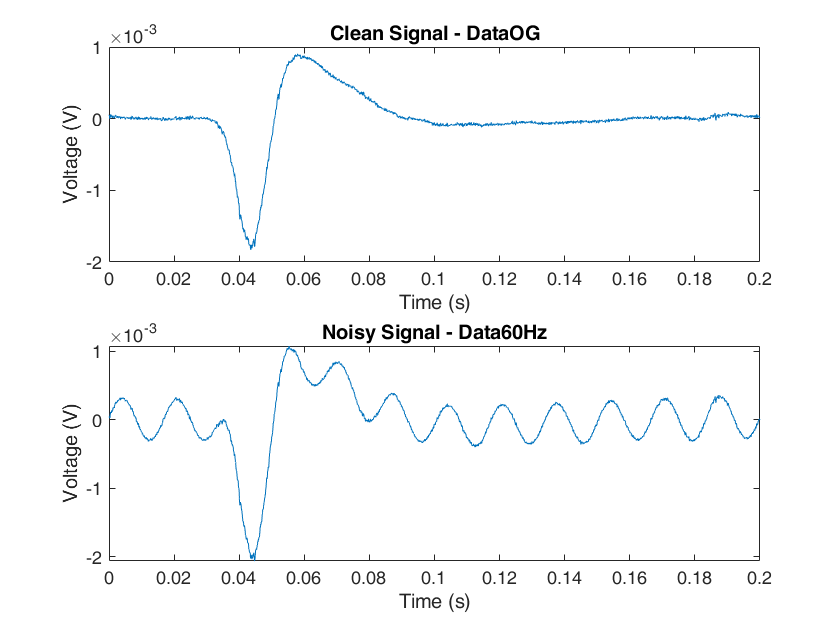 Clean Signal - DataOG
×10-3
1
0
-1
-2
Voltage (V)
0 0.02 0.04 0.06 0.08 0.1 0.12 0.14 0.16 0.18 0.2
Time (s)
Noisy Signal - Data60Hz
×10-3
1
0
-1
-2
Voltage (V)
0 0.02 0.04 0.06 0.08 0.1 0.12 0.14 0.16 0.18 0.2
Time (s)